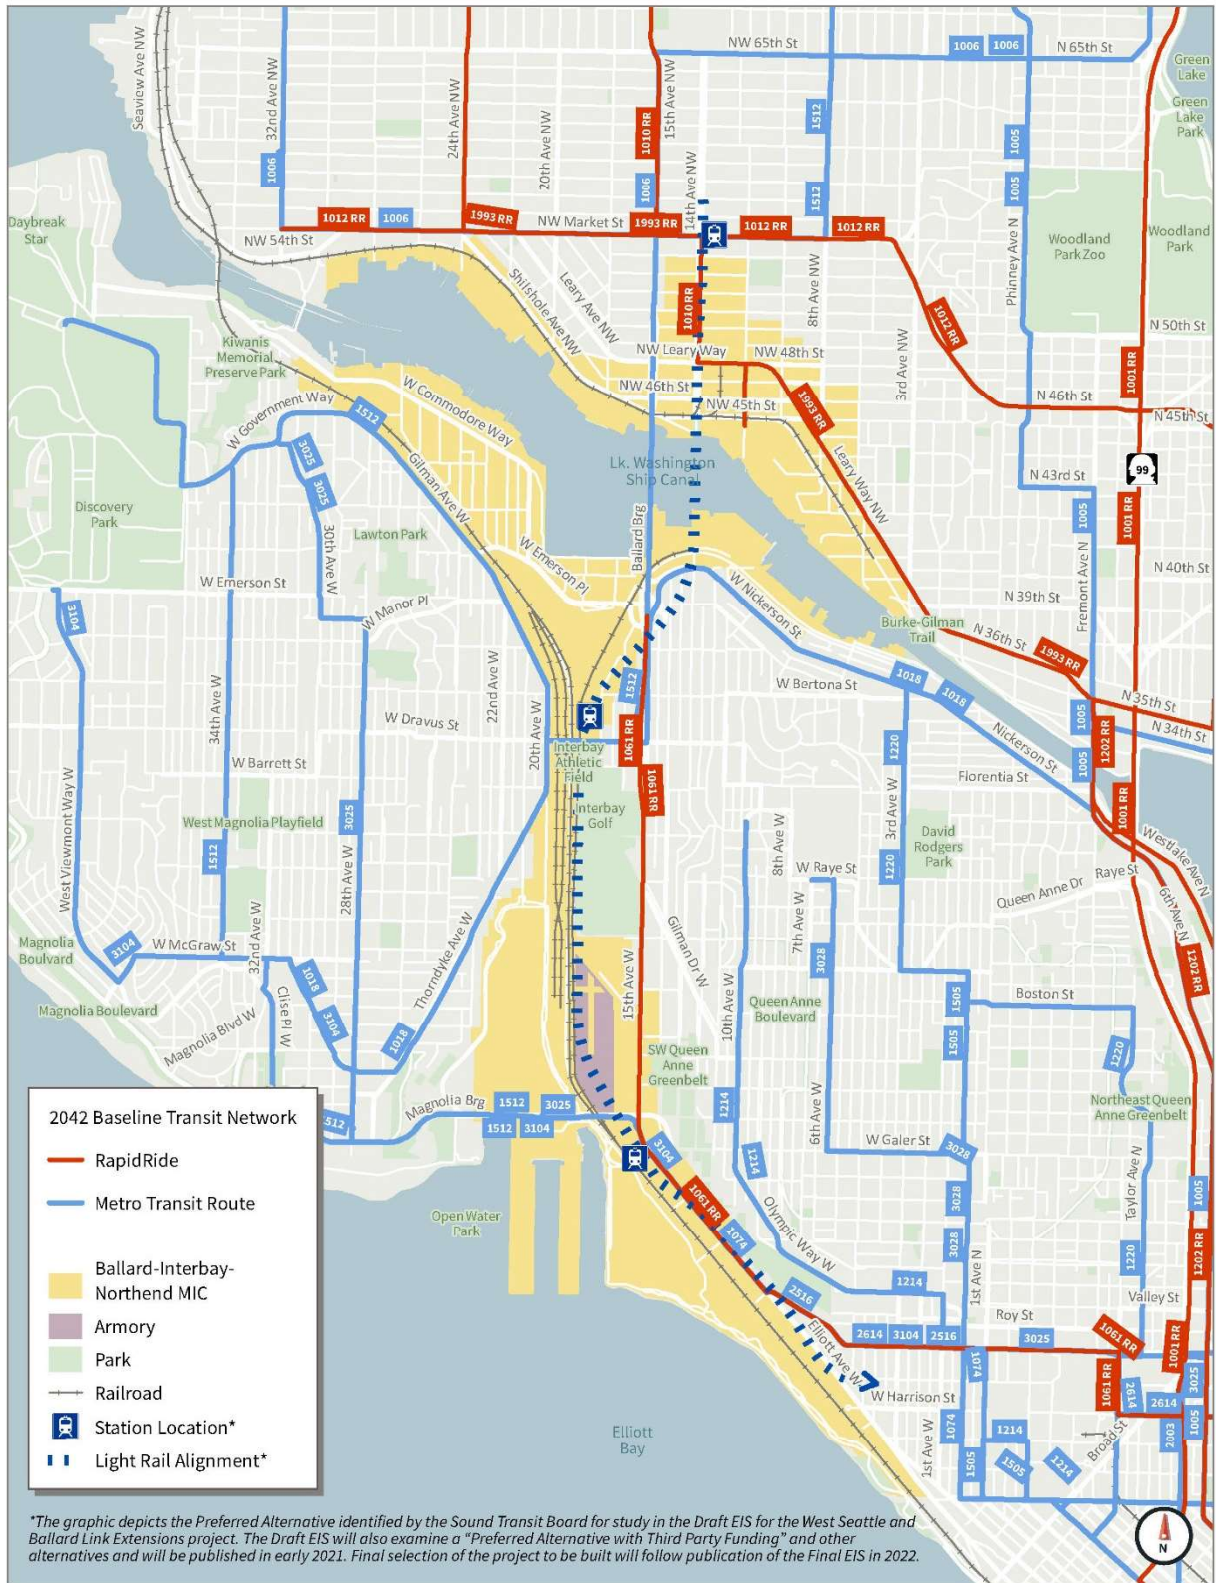 NW 65th St
1006
1006
N 65th St
Green
Lake
Green
Lake
Park
Seaview Ave NW
32nd Ave NW
24th Ave NW
20th Ave NW
1010 RR
15th Ave NW
14th Ave NW
1512
1005
1006
1006
1512
1005
1012 RR
1006
1993 RR
NW Market St
1993 RR
1012 RR
1012 RR
NW 54th St
Daybreak
Star
Shilshole Ave NW
Leary Ave NW
1010 RR
8th Ave NW
3rd Ave NW
1012 RR
Phinney Ave N
Woodland
Park Zoo
Woodland
Park
N 50th St
Kiwanis
Memorial
Preserve Park
NW Leary Way
NW 48th St
W Government Way
1512
W Commodore Way
NW 46th St
NW 45th St
1993 RR
1001 RR
N 46th St
N 45th St
3025
3025
Gilman Ave W
Lk. Washington
Ship Canal
Leary Way NW
N 43rd St
99
Discovery
Park
30th Ave W
Lawton Park
Ballard Brg
1005
1001 RR
W Emerson St
W Emerson Pl
W Manor Pl
3104
W Nickerson St
N 40th St
N 39th St
Fremont Ave N
Burke-Gilman
Trail
N 36th St
1993 RR
34th Ave W
22nd Ave W
20th Ave W
W Dravus St
1512
1061 RR
W Bertona St
1018
1018
N 35th St
N 34th St
1005
1202 RR
Nickerson St
W Barrett St
Interbay
Athletic
Field
1061 RR
1220
1005
Florentia St
West Viewmont Way W
West Magnolia Playfield
3025
Interbay
Golf
3rd Ave W
David
Rodgers
Park
1001 RR
Westlake Ave N
1512
28th Ave W
8th Ave W
W Raye St
1220
Queen Anne Dr
Raye St
6th Ave N
Magnolia
Boulvard
3104
W McGraw St
32nd Ave W
Thorndyke Ave W
Gilman Dr W
7th Ave W
3028
1202 RR
Magnolia Boulevard
Magnolia Blvd W
Clise Pl W
1018
3104
1018
15th Ave W
10th Ave W
Queen Anne
Boulevard
1505
1505
Boston St
1220
SW Queen
Anne
Greenbelt
1214
Northeast Queen
Anne Greenbelt
Magnolia Brg
1512
3025
1512
3104
1512
6th Ave W
W Galer St
3104
1214
3028
Taylor Ave N
2042 Baseline Transit Network
RapidRide
Metro Transit Route
Ballard-Interbay-
Northend MIC
Armory
Park
Railroad
Station Location*
Light Rail Alignment*
Open Water
Park
1061 RR
1074
Olympic Way W
3028
3028
1005
1220
1202 RR
2516
1214
1st Ave N
Valley St
Roy St
Elliott Ave W
2614
3104
2516
3025
1061 RR
1001 RR
W Harrison St
1074
1061 RR
2614
2614
3025
1005
2003
Elliott
Bay
1st Ave W
1074
1505
1214
1505
1214
Broad St
N
*The graphic depicts the Preferred Alternative identified by the Sound Transit Board for study in the Draft EIS for the West Seattle and
Ballard Link Extensions project. The Draft EIS will also examine a “Preferred Alternative with Third Party Funding” and other
alternatives and will be published in early 2021. Final selection of the project to be built will follow publication of the Final EIS in 2022.